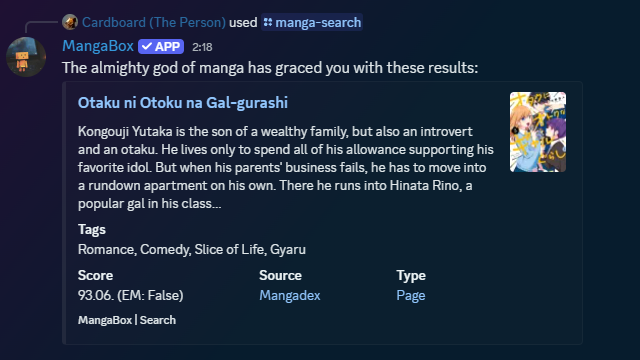 Cardboard (The Person) used manga-search
MangaBox ✓ APP 2:18
The almighty god of manga has graced you with these results:
Otaku ni Otoku na Gal-gurashi
Kongouji Yutaka is the son of a wealthy family, but also an introvert
and an otaku. He lives only to spend all of his allowance supporting his
favorite idol. But when his parents' business fails, he has to move into
a rundown apartment on his own. There he runs into Hinata Rino, a
popular gal in his class...
Tags
Romance, Comedy, Slice of Life, Gyaru
Score Source Type
93.06. (EM: False) Mangadex Page
MangaBox | Search